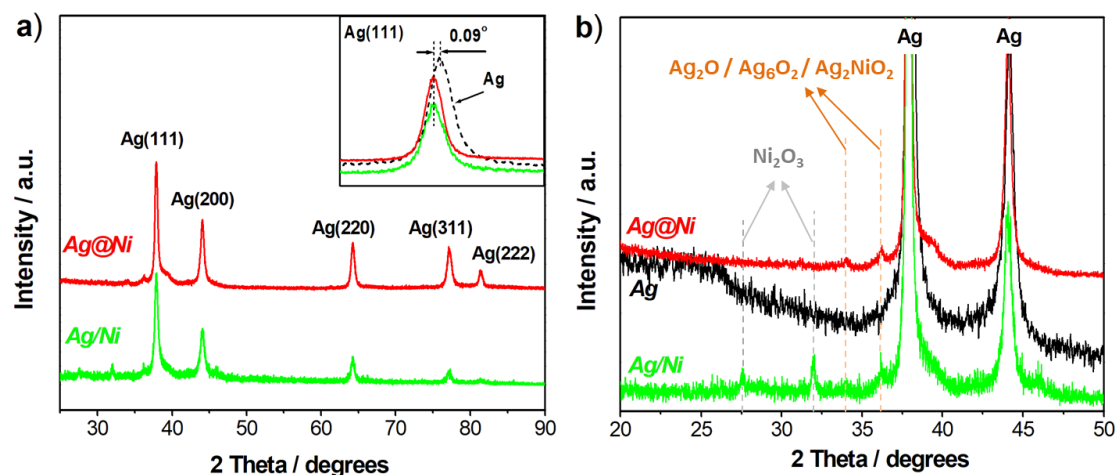 a)
Intensity / a.u.
Ag(111)
Ag(200)
Ag(220)
Ag(311)
Ag(222)
Ag@Ni
Ag/Ni
Ag(111)
0.09°
Ag
30 40 50 60 70 80 90
2 Theta / degrees
b)
Intensity / a.u.
Ag
Ag
Ag₂O / Ag₆O₂ / Ag₂NiO₂
Ni₂O₃
Ag@Ni
Ag
Ag/Ni
20 25 30 35 40 45 50
2 Theta / degrees